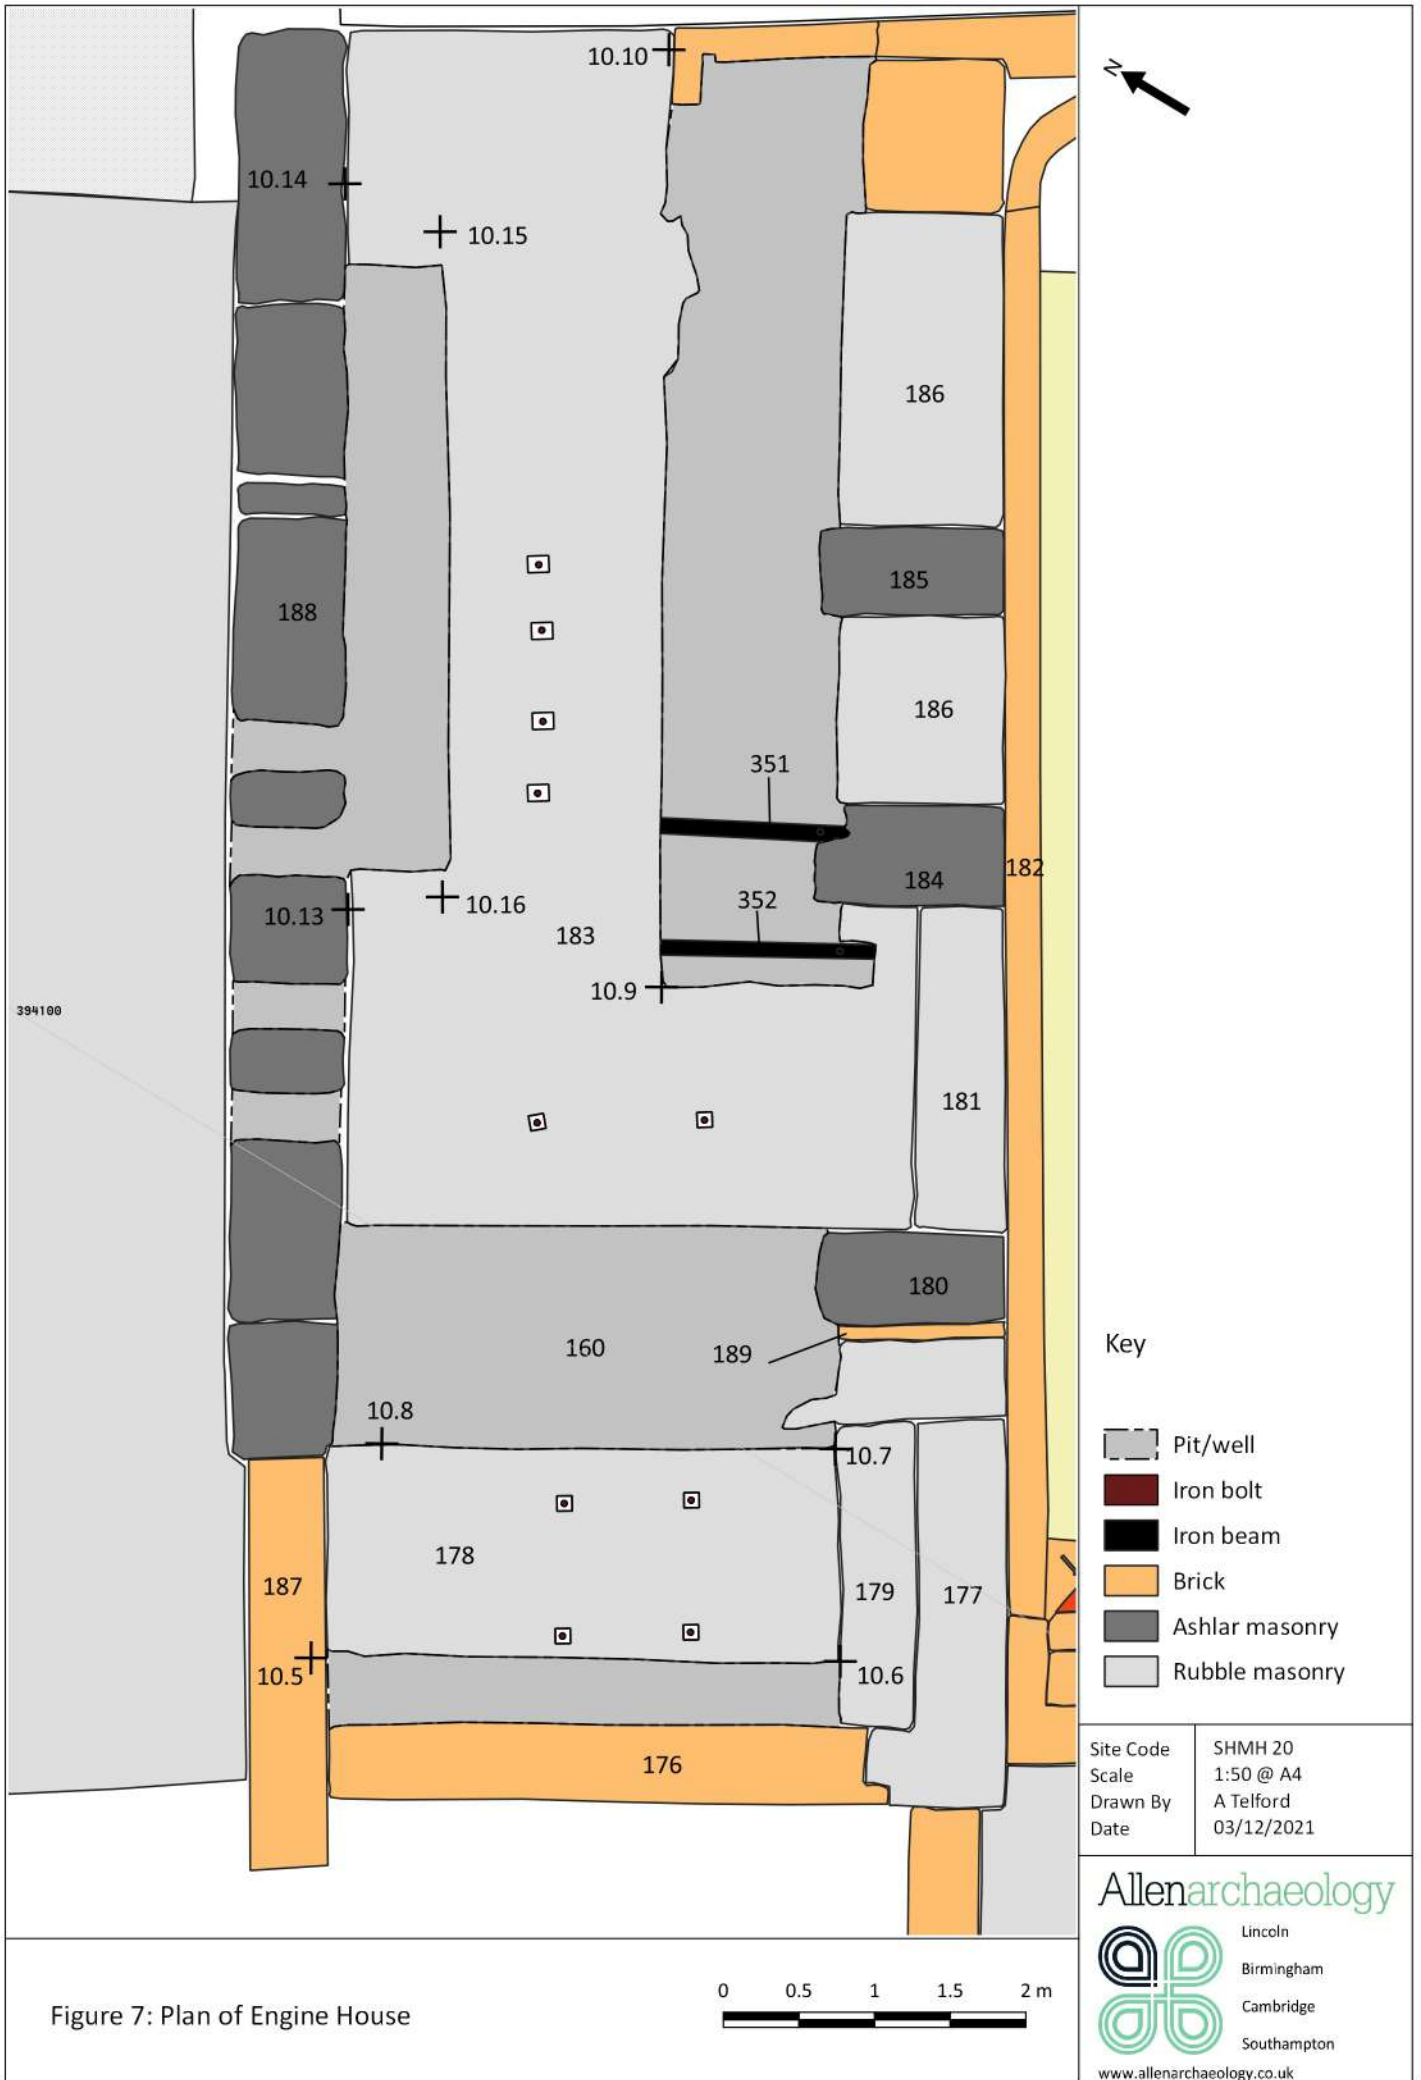 10.10
N
10.14
10.15
186
185
188
186
351
182
184
352
10.13
10.16
183
10.9
394100
181
180
160
189
10.8
10.7
178
187
179
177
10.5
10.6
176
Key
Pit/well
Iron bolt
Iron beam
Brick
Ashlar masonry
Rubble masonry
Site Code SHMH 20
Scale 1:50 @ A4
Drawn By A Telford
Date 03/12/2021
Allenarchaeology
Lincoln
Birmingham
Cambridge
Southampton
www.allenarchaeology.co.uk
Figure 7: Plan of Engine House
0 0.5 1 1.5 2 m